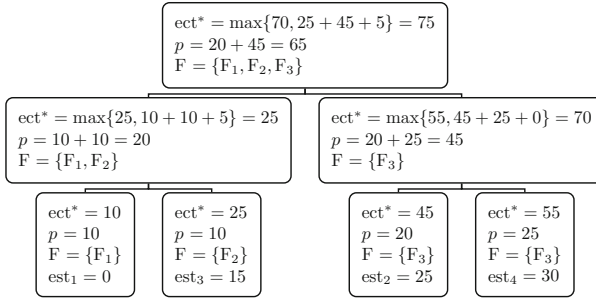 ect* = max{70, 25 + 45 + 5} = 75
p = 20 + 45 = 65
F = {F₁, F₂, F₃}
ect* = max{25, 10 + 10 + 5} = 25
p = 10 + 10 = 20
F = {F₁, F₂}
ect* = max{55, 45 + 25 + 0} = 70
p = 20 + 25 = 45
F = {F₃}
ect* = 10
p = 10
F = {F₁}
est₁ = 0
ect* = 25
p = 10
F = {F₂}
est₃ = 15
ect* = 45
p = 20
F = {F₃}
est₂ = 25
ect* = 55
p = 25
F = {F₃}
est₄ = 30